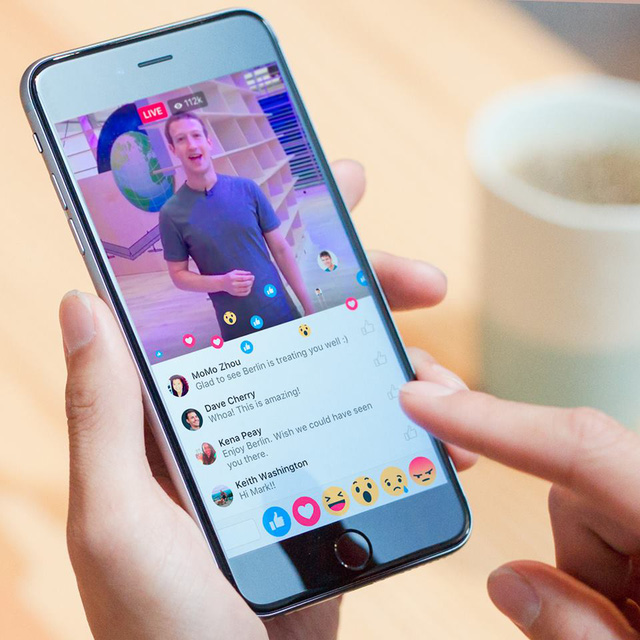 LIVE 112k
MoMo Zhou
Glad to see Berlin is treating you well :)
Dave Cherry
Whoa! This is amazing!
Kena Peay
Enjoy Berlin. Wish we could have seen
you there.
Keith Washington
Hi Mark!!